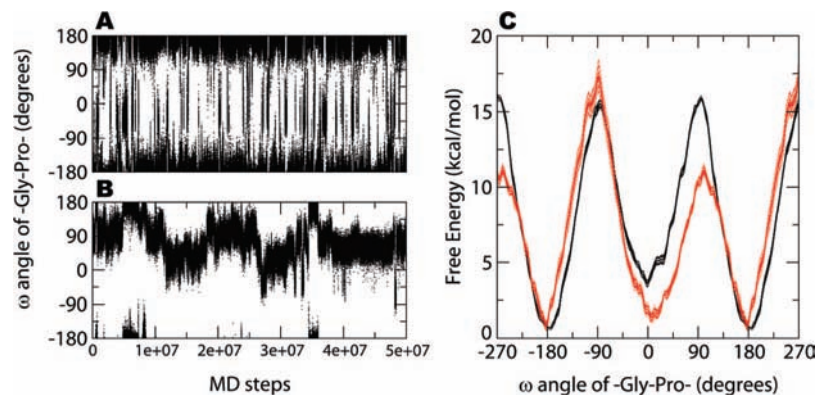 A
180
90
0
-90
-180
B
180
90
0
-90
-180
ω angle of -Gly-Pro- (degrees)
0 1e+07 2e+07 3e+07 4e+07 5e+07
MD steps
C
20
15
10
5
0
Free Energy (kcal/mol)
-270 -180 -90 0 90 180 270
ω angle of -Gly-Pro- (degrees)